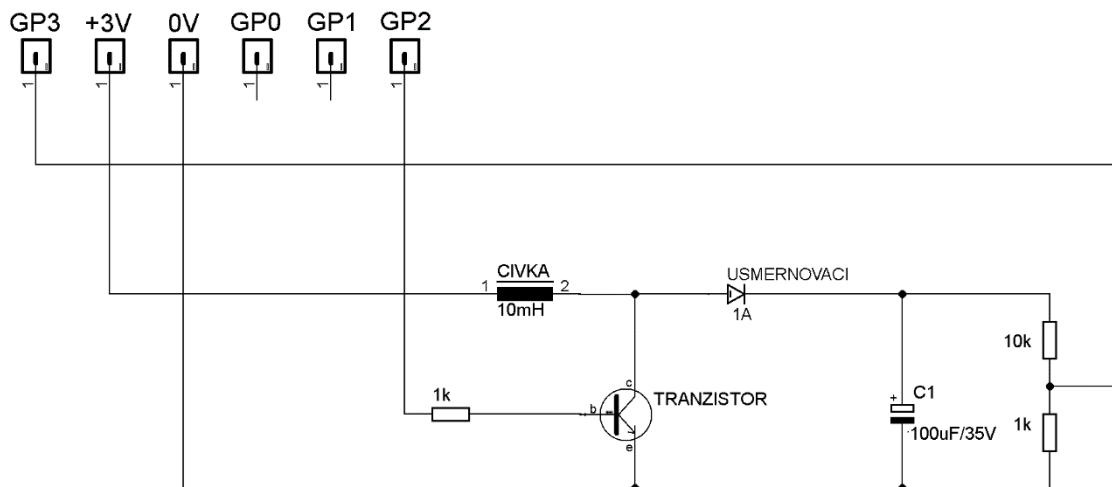 GP3 +3V 0V GP0 GP1 GP2
1 1 1 1 1 1
CIVKA
1 2
10mH
USMERNOVACI
1A
10k
1k
c
b
e
TRANZISTOR
+
C1
100uF/35V
1k